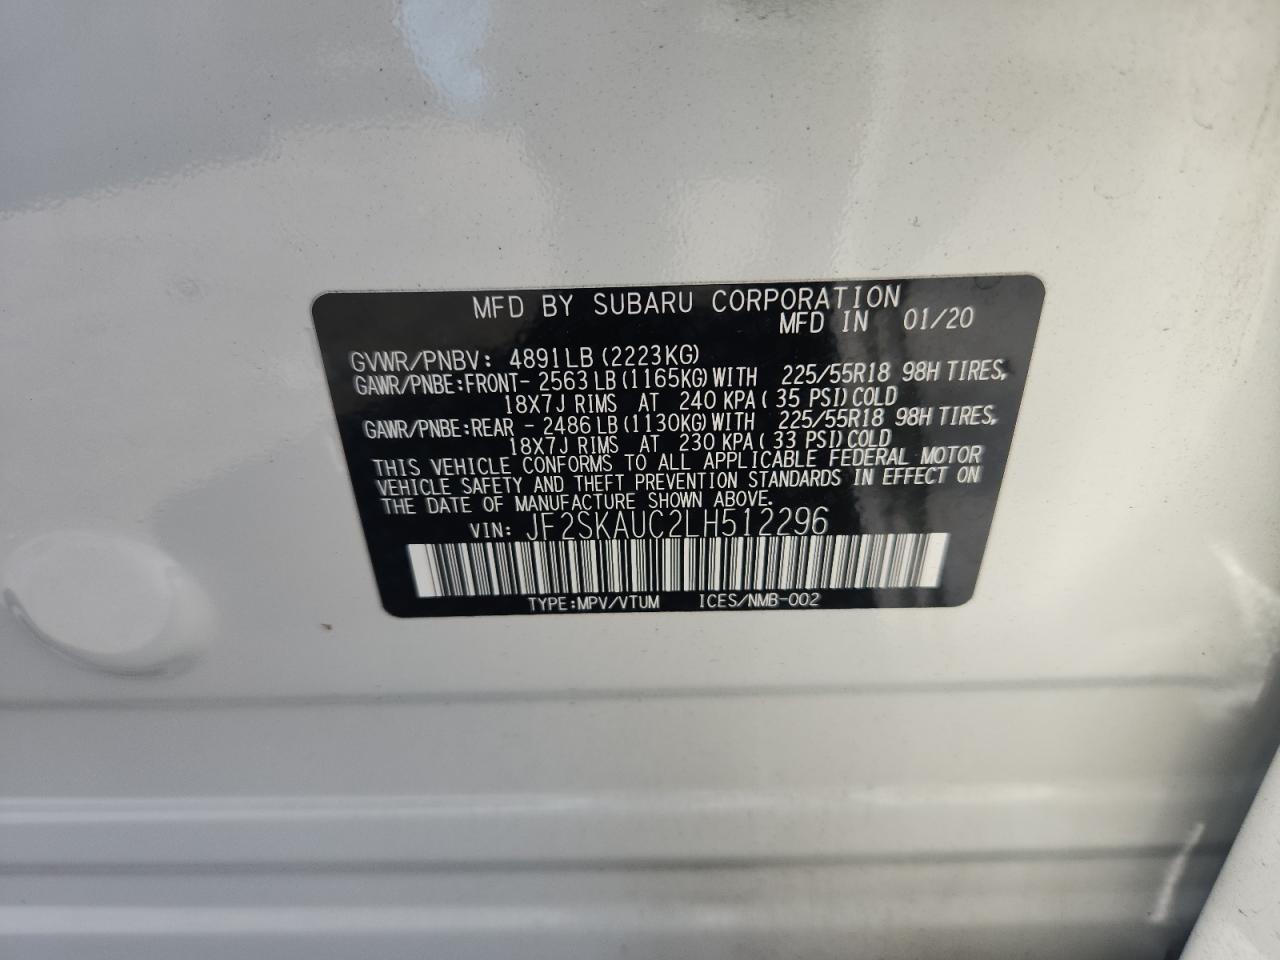 MFD BY SUBARU CORPORATION
MFD IN 01/20
GVWR/PNBV: 4891LB (2223KG)
GAWR/PNBE:FRONT- 2563LB (1165KG) WITH 225/55R18 98H TIRES,
18X7J RIMS AT 240 KPA ( 35 PSI) COLD
GAWR/PNBE:REAR - 2486LB (1130KG) WITH 225/55R18 98H TIRES,
18X7J RIMS AT 230 KPA ( 33 PSI) COLD
THIS VEHICLE CONFORMS TO ALL APPLICABLE FEDERAL MOTOR
VEHICLE SAFETY AND THEFT PREVENTION STANDARDS IN EFFECT ON
THE DATE OF MANUFACTURE SHOWN ABOVE.
VIN: JF2SKAUC2LH512296
TYPE:MPV/VTUM ICES/NMB-002